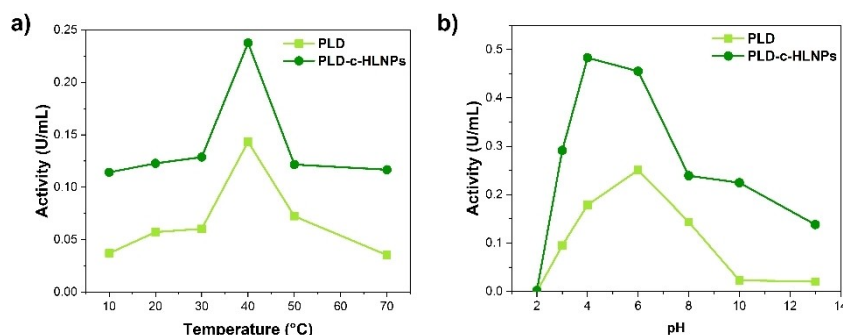 a)
PLD
PLD-c-HLNPs
Activity (U/mL)
0.25
0.20
0.15
0.10
0.05
0.00
10 20 30 40 50 60 70
Temperature (°C)
b)
PLD
PLD-c-HLNPs
Activity (U/mL)
0.5
0.4
0.3
0.2
0.1
0.0
2 4 6 8 10 12 14
pH